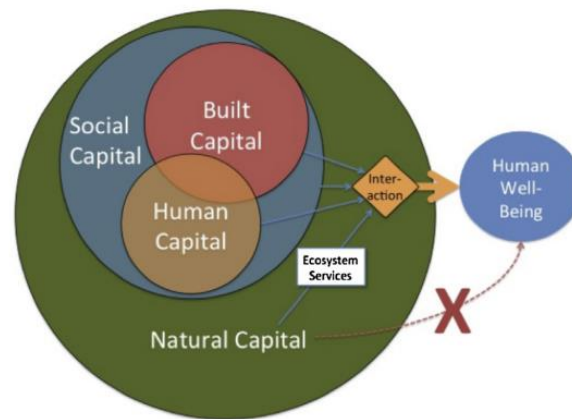 Built
Capital
Social
Capital
Human
Capital
Inter-
action
Human
Well-
Being
Ecosystem
Services
Natural Capital
X